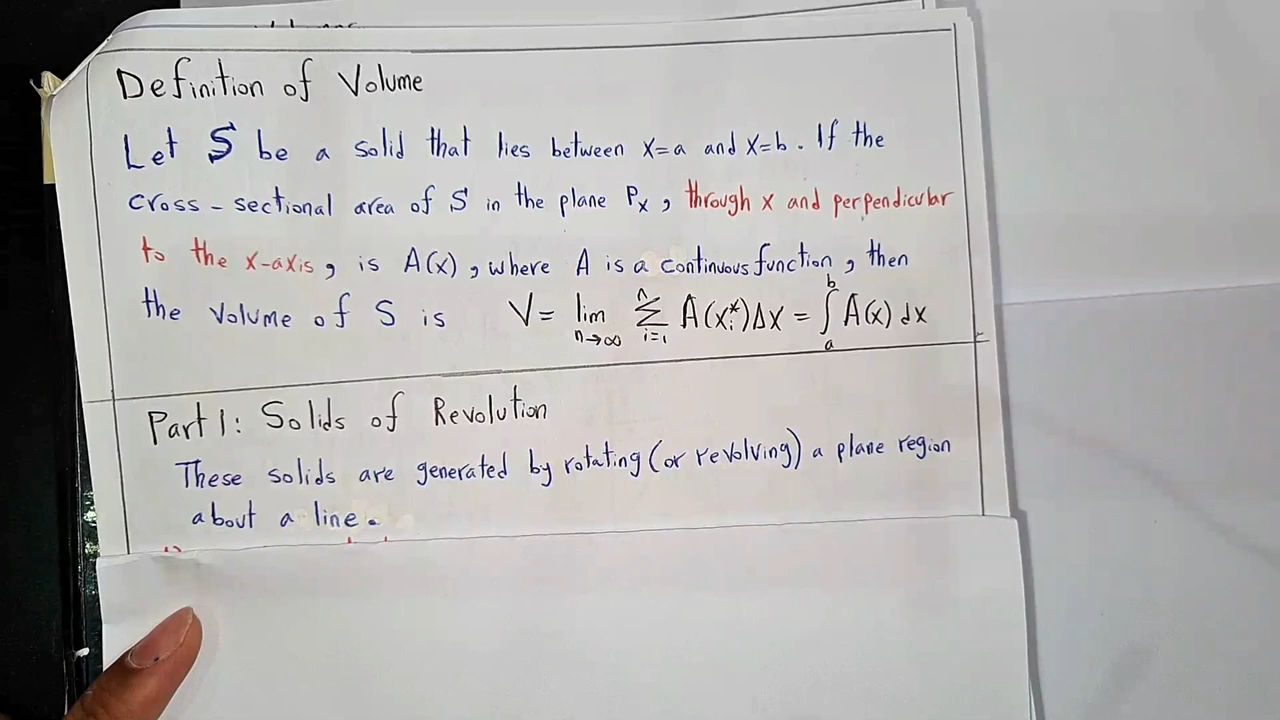 Definition of Volume
Let S be a solid that lies between x=a and x=b. If the
cross-sectional area of S in the plane Pₓ, through x and perpendicular
to the x-axis, is A(x), where A is a continuous function, then
the volume of S is V = lim n→∞ n Σ i=1 A(xᵢ*)Δx = ∫ₐᵇ A(x) dx
Part 1: Solids of Revolution
These solids are generated by rotating (or revolving) a plane region
about a line.